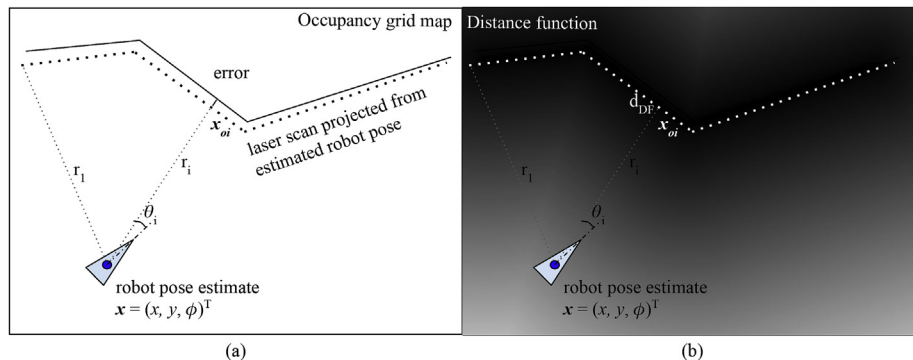 Occupancy grid map
error
x_oi
laser scan projected from
estimated robot pose
r_1
r_i
θ_i
robot pose estimate
x = (x, y, ϕ)^T
(a)
Distance function
d_DF
x_oi
r_1
r_i
θ_i
robot pose estimate
x = (x, y, ϕ)^T
(b)